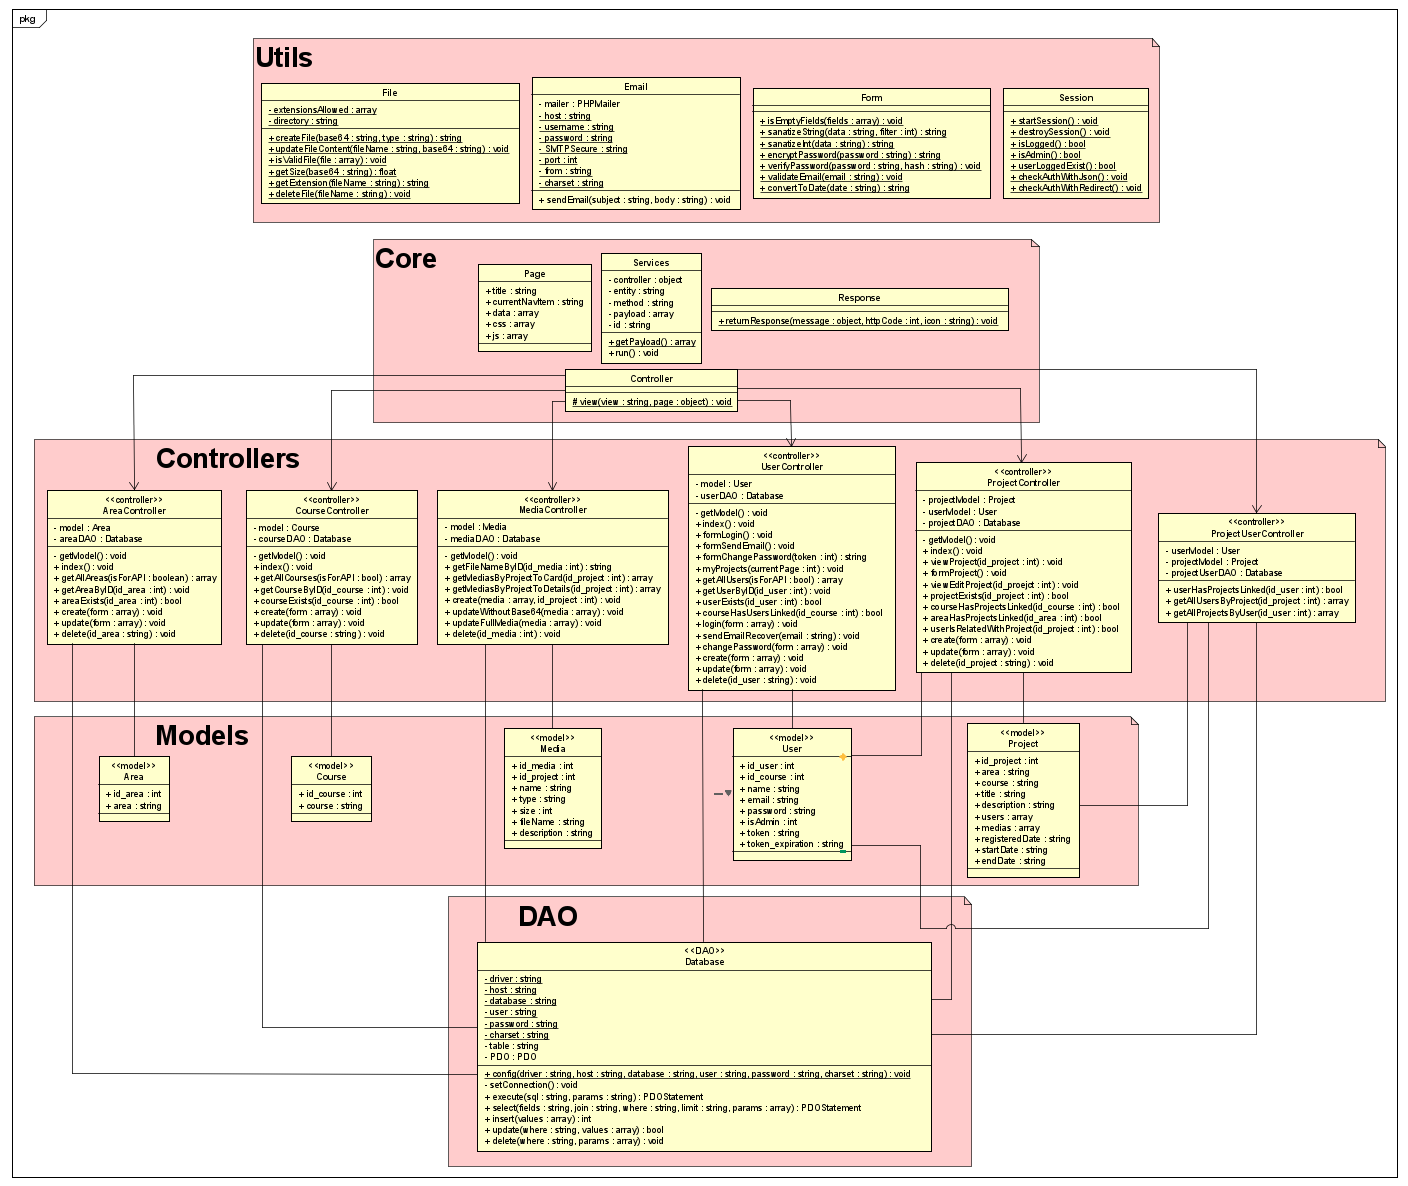 pkg
Utils
File
- extensionsAllowed : array
- directory : string
+ createFile(base64 : string, type : string) : string
+ updateFileContent(fileName : string, base64 : string) : void
+ isValidFile(file : array) : void
+ getSize(base64 : string) : float
+ getExtension(fileName : string) : string
+ deleteFile(fileName : string) : void
Email
- mailer : PHPMailer
- host : string
- username : string
- password : string
- SMTPSecure : string
- port : int
- from : string
- charset : string
+ sendEmail(subject : string, body : string) : void
Form
+ isEmptyFields(fields : array) : void
+ sanatizeString(data : string, filter : int) : string
+ sanatizeInt(data : string) : string
+ encryptPassword(password : string) : string
+ verifyPassword(password : string, hash : string) : void
+ validateEmail(email : string) : void
+ convertToDate(date : string) : string
Session
+ startSession() : void
+ destroySession() : void
+ isLogged() : bool
+ isAdmin() : bool
+ userLoggedExist() : bool
+ checkAuthWithJson() : void
+ checkAuthWithRedirect() : void
Core
Page
+ title : string
+ currentNavItem : string
+ data : array
+ css : array
+ js : array
Services
- controller : object
- entity : string
- method : string
- payload : array
- id : string
+ getPayload() : array
+ run() : void
Response
+ returnResponse(message : object, httpCode : int, icon : string) : void
Controller
# view(view : string, page : object) : void
Controllers
<<controller>>
AreaController
- model : Area
- areaDAO : Database
- getModel() : void
+ index() : void
+ getAllAreas(isForAPI : boolean) : array
+ getAreaByID(id_area : int) : void
+ areaExists(id_area : int) : bool
+ create(form : array) : void
+ update(form : array) : void
+ delete(id_area : string) : void
<<controller>>
CourseController
- model : Course
- courseDAO : Database
- getModel() : void
+ index() : void
+ getAllCourses(isForAPI : bool) : array
+ getCourseByID(id_course : int) : void
+ courseExists(id_course : int) : bool
+ create(form : array) : void
+ update(form : array) : void
+ delete(id_course : string) : void
<<controller>>
MediaController
- model : Media
- mediaDAO : Database
- getModel() : void
+ getFileNameByID(id_media : int) : string
+ getMediasByProjectToCard(id_project : int) : array
+ getMediasByProjectToDetails(id_project : int) : array
+ create(media : array, id_project : int) : void
+ updateWithoutBase64(media : array) : void
+ updateFullMedia(media : array) : void
+ delete(id_media : int) : void
<<controller>>
UserController
- model : User
- userDAO : Database
- getModel() : void
+ index() : void
+ formLogin() : void
+ formSendEmail() : void
+ formChangePassword(token : int) : string
+ myProjects(currentPage : int) : void
+ getAllUsers(isForAPI : bool) : array
+ getUserByID(id_user : int) : void
+ userExists(id_user : int) : bool
+ courseHasUsersLinked(id_course : int) : bool
+ login(form : array) : void
+ sendEmailRecover(email : string) : void
+ changePassword(form : array) : void
+ create(form : array) : void
+ update(form : array) : void
+ delete(id_user : string) : void
<<controller>>
ProjectController
- projectModel : Project
- userModel : User
- projectDAO : Database
- getModel() : void
+ index() : void
+ viewProject(id_project : int) : void
+ formProject() : void
+ viewEditProject(id_project : int) : void
+ projectExists(id_project : int) : bool
+ courseHasProjectsLinked(id_course : int) : bool
+ areaHasProjectsLinked(id_area : int) : bool
+ userIsRelatedWithProject(id_project : int) : bool
+ create(form : array) : void
+ update(form : array) : void
+ delete(id_project : string) : void
<<controller>>
ProjectUserController
- userModel : User
- projectModel : Project
- projectUserDAO : Database
+ userHasProjectsLinked(id_user : int) : bool
+ getAllUsersByProject(id_project : int) : array
+ getAllProjectsByUser(id_user : int) : array
Models
<<model>>
Area
+ id_area : int
+ area : string
<<model>>
Course
+ id_course : int
+ course : string
<<model>>
Media
+ id_media : int
+ id_project : int
+ name : string
+ type : string
+ size : int
+ fileName : string
+ description : string
<<model>>
User
+ id_user : int
+ id_course : int
+ name : string
+ email : string
+ password : string
+ isAdmin : int
+ token : string
+ token_expiration : string
<<model>>
Project
+ id_project : int
+ area : string
+ course : string
+ title : string
+ description : string
+ users : array
+ medias : array
+ registeredDate : string
+ startDate : string
+ endDate : string
DAO
<<DAO>>
Database
- driver : string
- host : string
- database : string
- user : string
- password : string
- charset : string
- table : string
- PDO : PDO
+ config(driver : string, host : string, database : string, user : string, password : string, charset : string) : void
- setConnection() : void
+ execute(sql : string, params : string) : PDOStatement
+ select(fields : string, join : string, where : string, limit : string, params : array) : PDOStatement
+ insert(values : array) : int
+ update(where : string, values : array) : bool
+ delete(where : string, params : array) : void